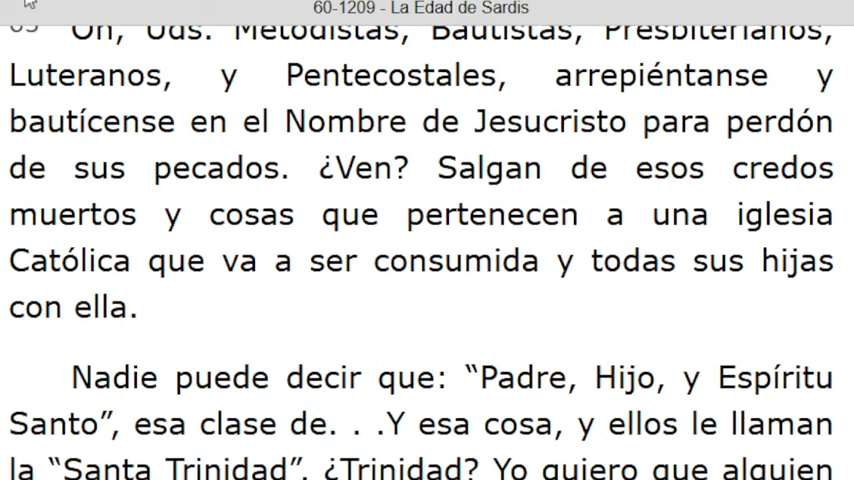 60-1209 - La Edad de Sardis
65 Oh, Uds. Metodistas, Bautistas, Presbiterianos,
Luteranos, y Pentecostales, arrepiéntanse y
bautícense en el Nombre de Jesucristo para perdón
de sus pecados. ¿Ven? Salgan de esos credos
muertos y cosas que pertenecen a una iglesia
Católica que va a ser consumida y todas sus hijas
con ella.
Nadie puede decir que: “Padre, Hijo, y Espíritu
Santo”, esa clase de. . .Y esa cosa, y ellos le llaman
la “Santa Trinidad”. ¿Trinidad? Yo quiero que alguien